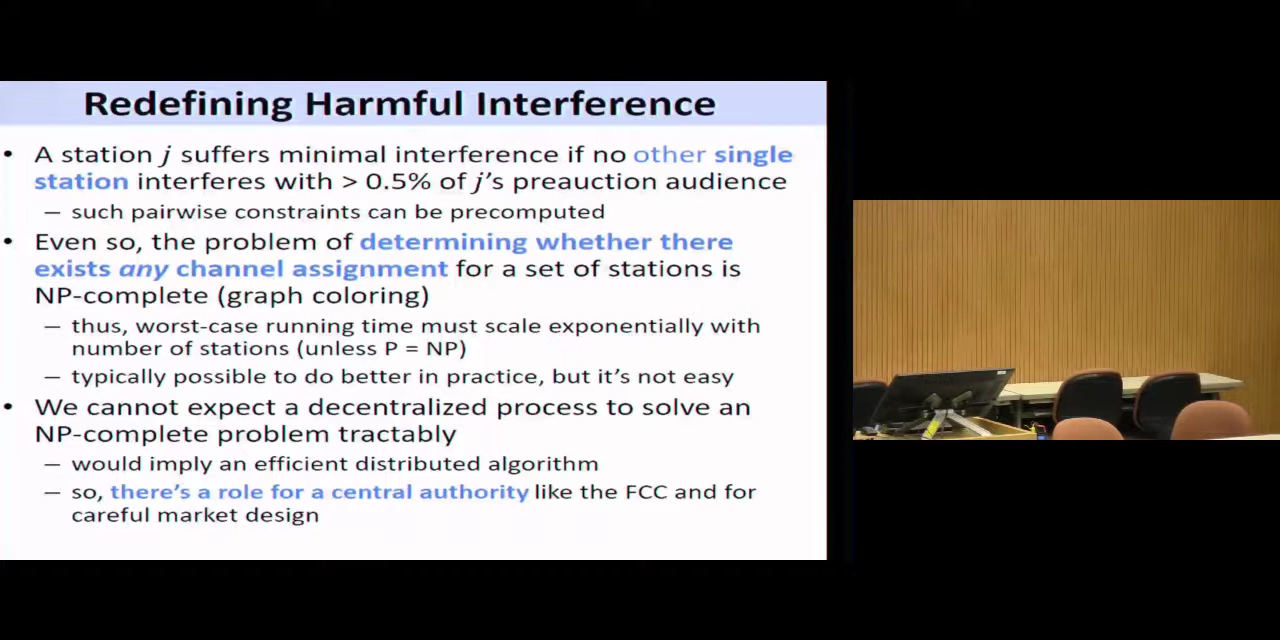 Redefining Harmful Interference
• A station j suffers minimal interference if no other single
station interferes with > 0.5% of j's preauction audience
– such pairwise constraints can be precomputed
• Even so, the problem of determining whether there
exists any channel assignment for a set of stations is
NP-complete (graph coloring)
– thus, worst-case running time must scale exponentially with
number of stations (unless P = NP)
– typically possible to do better in practice, but it's not easy
• We cannot expect a decentralized process to solve an
NP-complete problem tractably
– would imply an efficient distributed algorithm
– so, there's a role for a central authority like the FCC and for
careful market design